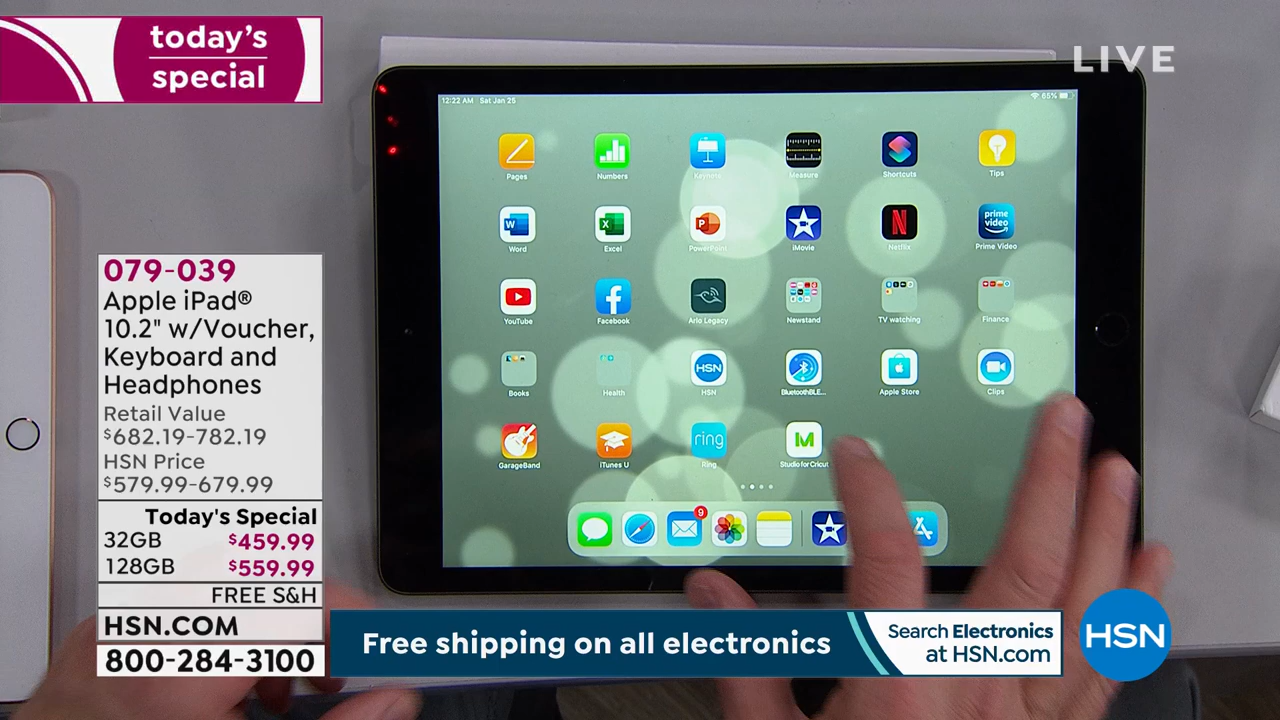 today's
special
LIVE
12:22 AM Sat Jan 25
65%
Pages
Numbers
Keynote
Measure
Shortcuts
Tips
Word
Excel
PowerPoint
iMovie
Netflix
prime
video
Prime Video
YouTube
Facebook
Arlo Legacy
Newstand
TV watching
Finance
Books
Health
HSN
HSN
BluetoothBLE...
Apple Store
Clips
GarageBand
iTunes U
ring
Ring
Studio for Cricut
9
079-039
Apple iPad®
10.2" w/Voucher,
Keyboard and
Headphones
Retail Value
$682.19-782.19
HSN Price
$579.99-679.99
Today's Special
32GB $459.99
128GB $559.99
FREE S&H
HSN.COM
800-284-3100
Free shipping on all electronics
Search Electronics
at HSN.com
HSN